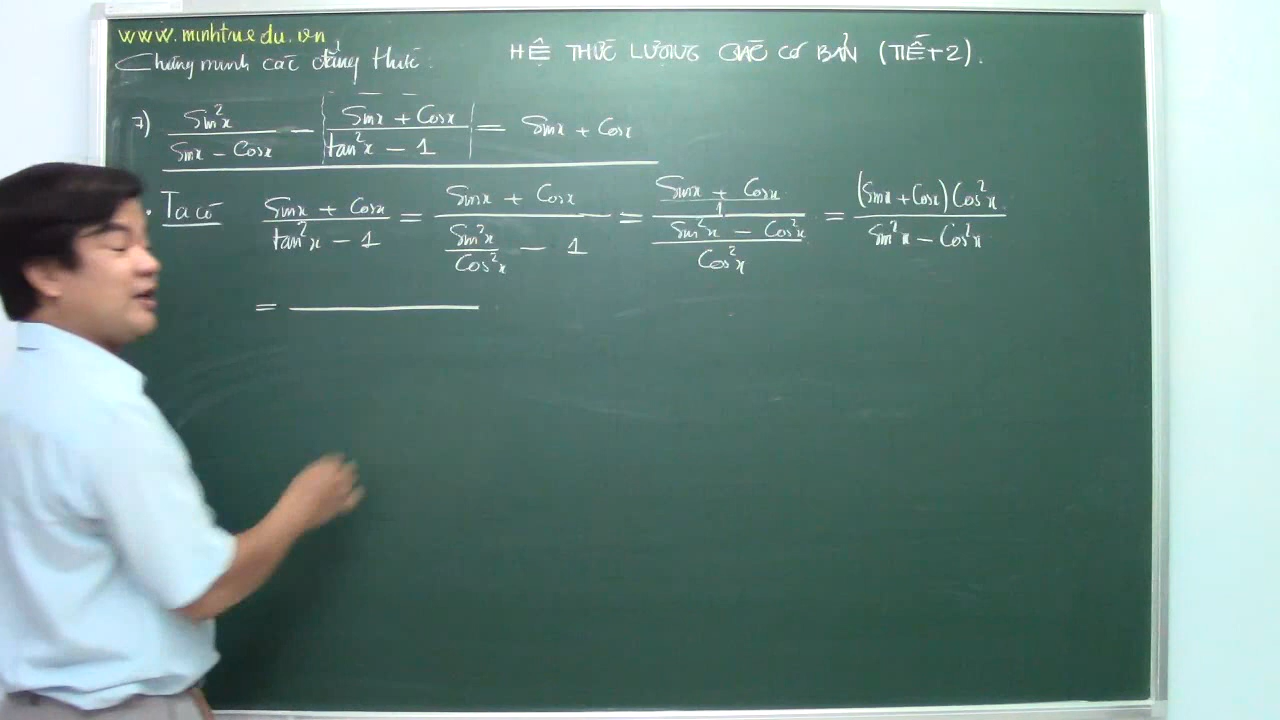 www.minhtue.edu.vn
Chứng minh các đẳng thức: HỆ THỨC LƯỢNG GIÁC CƠ BẢN (TIẾT 2).
7) Sin²x / (Sinx − Cosx) − (Sinx + Cosx) / (tan²x − 1) = Sinx + Cosx
• Ta có (Sinx + Cosx) / (tan²x − 1) = (Sinx + Cosx) / (Sin²x / Cos²x − 1) = ((Sinx + Cosx) / 1) / ((Sin²x − Cos²x) / Cos²x) = (Sinx + Cosx)Cos²x / (Sin²x − Cos²x)
=